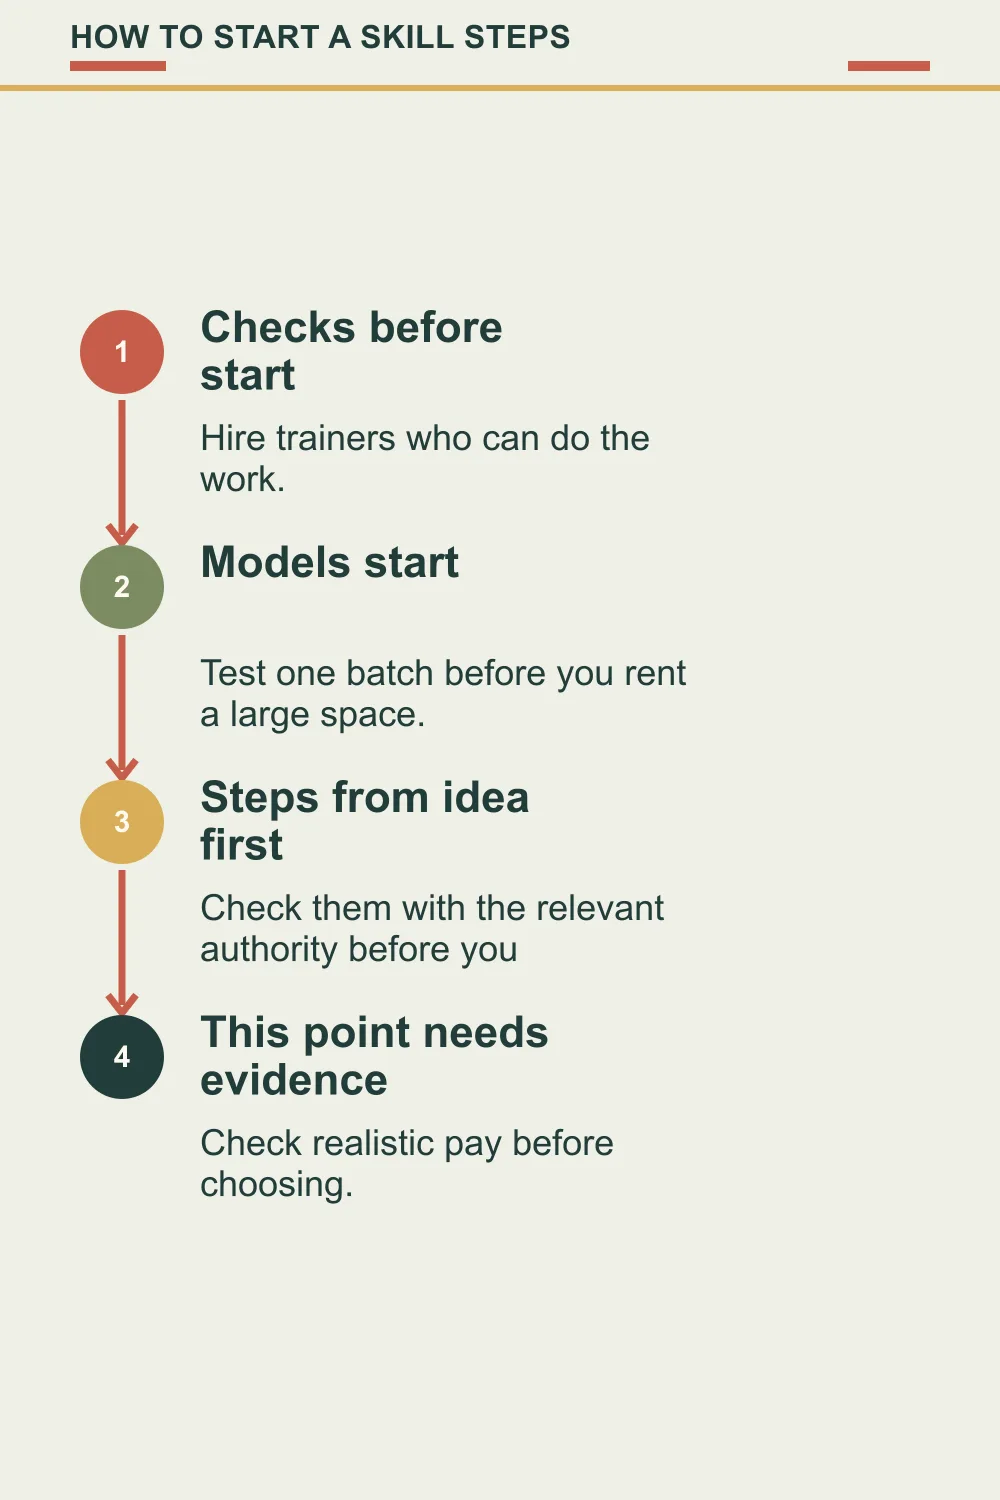 HOW TO START A SKILL STEPS
1
Checks before
start
Hire trainers who can do the
work.
2
Models start
Test one batch before you rent
a large space.
3
Steps from idea
first
Check them with the relevant
authority before you
4
This point needs
evidence
Check realistic pay before
choosing.